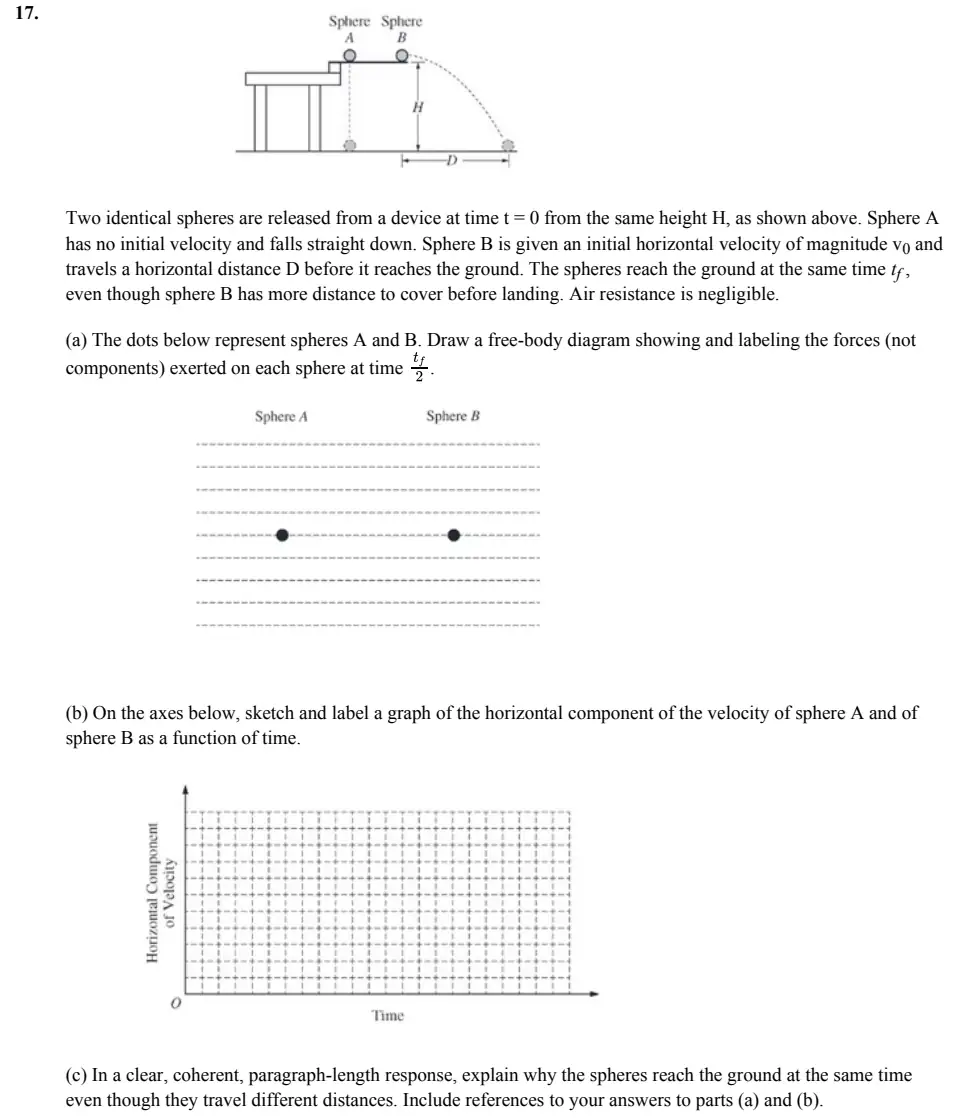 17.
Sphere Sphere
A B
H
D
Two identical spheres are released from a device at time t = 0 from the same height H, as shown above. Sphere A
has no initial velocity and falls straight down. Sphere B is given an initial horizontal velocity of magnitude v₀ and
travels a horizontal distance D before it reaches the ground. The spheres reach the ground at the same time t_f,
even though sphere B has more distance to cover before landing. Air resistance is negligible.
(a) The dots below represent spheres A and B. Draw a free-body diagram showing and labeling the forces (not
components) exerted on each sphere at time t_f/2.
Sphere A Sphere B
(b) On the axes below, sketch and label a graph of the horizontal component of the velocity of sphere A and of
sphere B as a function of time.
Horizontal Component
of Velocity
O
Time
(c) In a clear, coherent, paragraph-length response, explain why the spheres reach the ground at the same time
even though they travel different distances. Include references to your answers to parts (a) and (b).